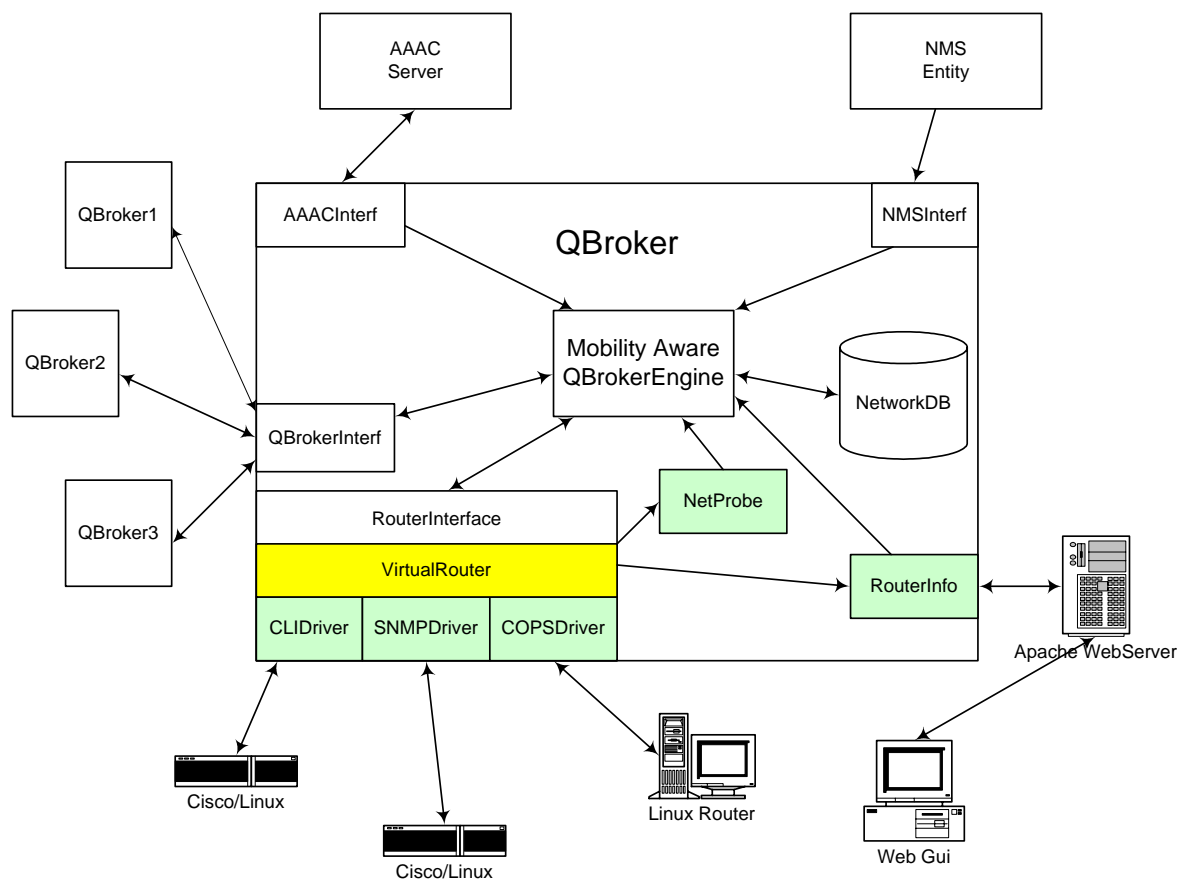 AAAC
Server
NMS
Entity
QBroker1
AAACInterf
NMSInterf
QBroker
QBroker2
Mobility Aware
QBrokerEngine
NetworkDB
QBrokerInterf
QBroker3
NetProbe
RouterInterface
VirtualRouter
RouterInfo
CLIDriver
SNMPDriver
COPSDriver
Apache WebServer
Cisco/Linux
Linux Router
Web Gui
Cisco/Linux